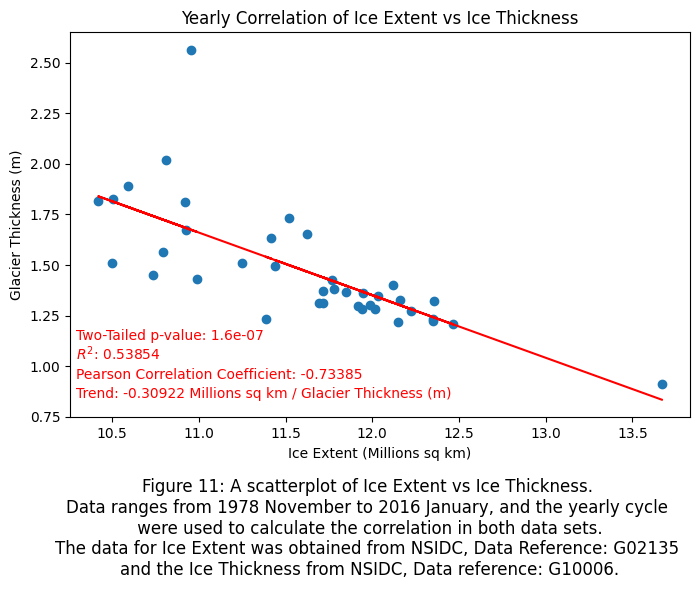 Yearly Correlation of Ice Extent vs Ice Thickness
2.50
2.25
2.00
1.75
1.50
1.25
1.00
0.75
Glacier Thickness (m)
Two-Tailed p-value: 1.6e-07
R²: 0.53854
Pearson Correlation Coefficient: -0.73385
Trend: -0.30922 Millions sq km / Glacier Thickness (m)
10.5 11.0 11.5 12.0 12.5 13.0 13.5
Ice Extent (Millions sq km)
Figure 11: A scatterplot of Ice Extent vs Ice Thickness.
Data ranges from 1978 November to 2016 January, and the yearly cycle
were used to calculate the correlation in both data sets.
The data for Ice Extent was obtained from NSIDC, Data Reference: G02135
and the Ice Thickness from NSIDC, Data reference: G10006.